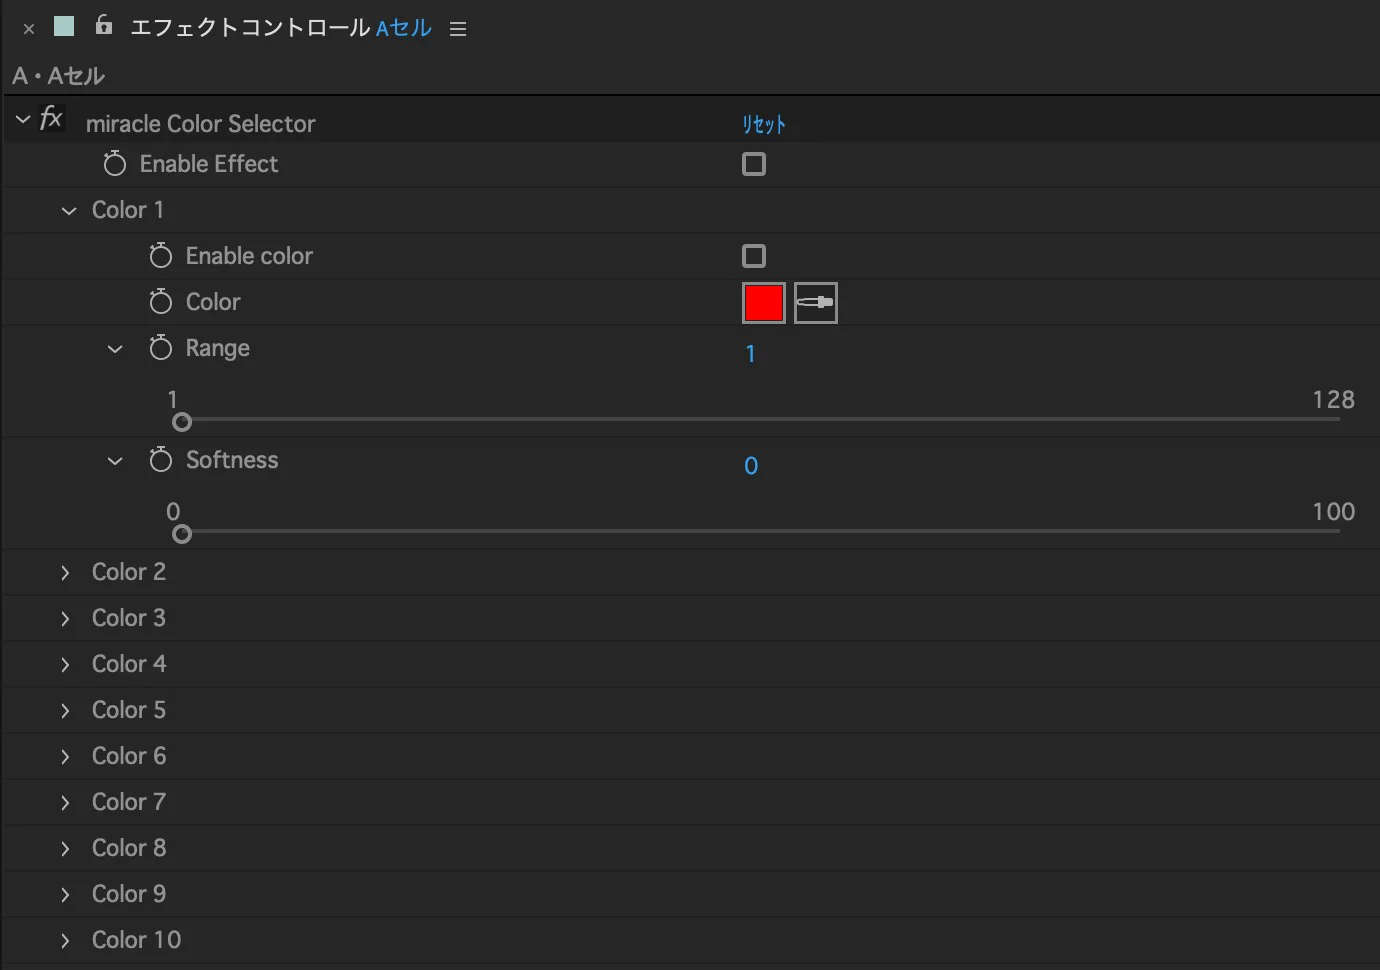 エフェクトコントロール Aセル
A・Aセル
fx miracle Color Selector リセット
Enable Effect
Color 1
Enable color
Color
Range 1
1 128
Softness 0
0 100
Color 2
Color 3
Color 4
Color 5
Color 6
Color 7
Color 8
Color 9
Color 10